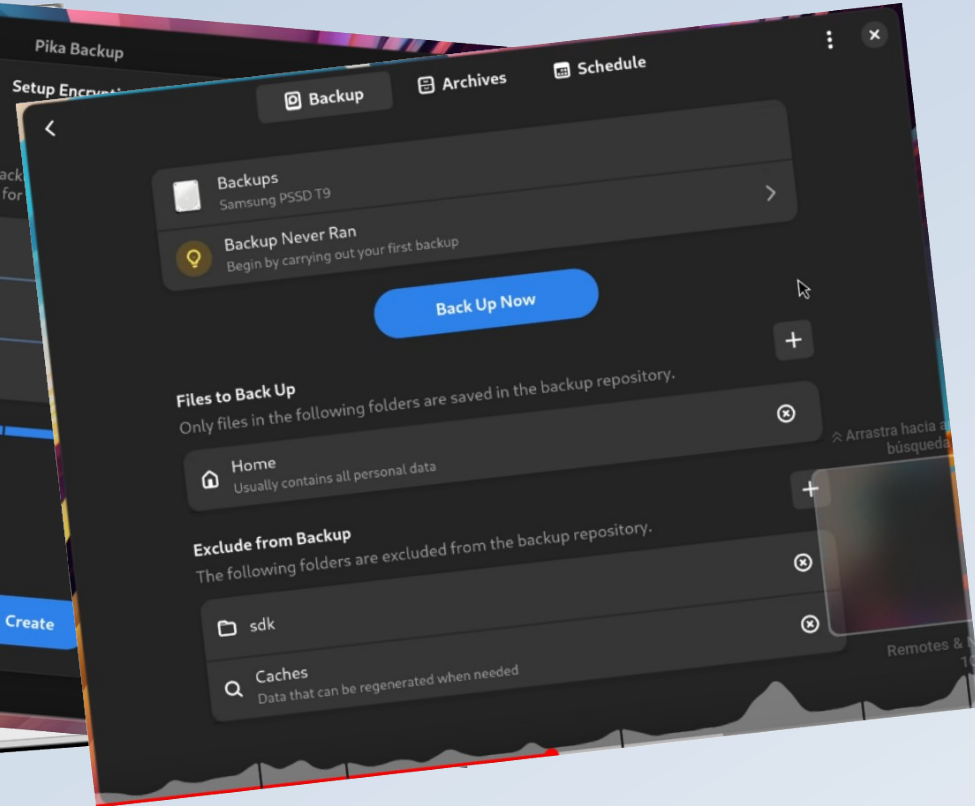 Pika Backup
Setup
for
Create
Backup
Archives
Schedule
Backups
Samsung PSSD T9
Backup Never Ran
Begin by carrying out your first backup
Back Up Now
Files to Back Up
Only files in the following folders are saved in the backup repository.
Home
Usually contains all personal data
Arrastra hacia
búsqueda
Exclude from Backup
The following folders are excluded from the backup repository.
sdk
Caches
Data that can be regenerated when needed
Remotes &